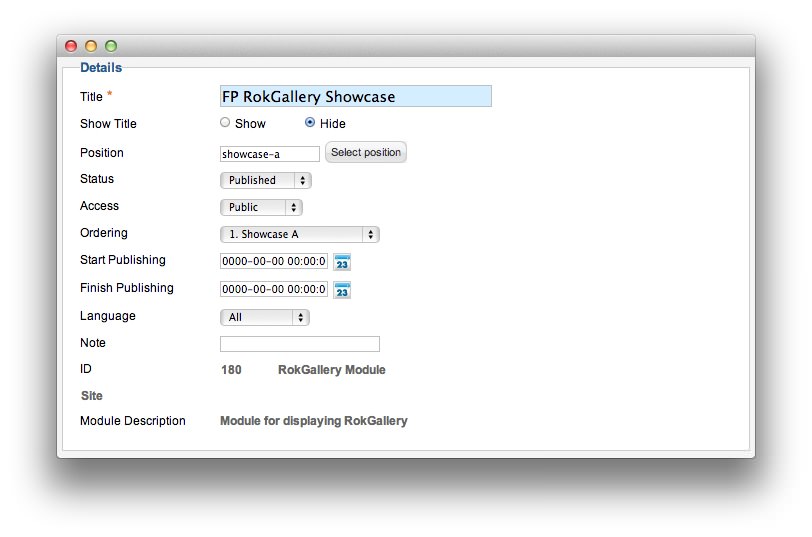 Details
Title *
FP RokGallery Showcase
Show Title
Show
Hide
Position
showcase-a
Select position
Status
Published
Access
Public
Ordering
1. Showcase A
Start Publishing
0000-00-00 00:00:0
23
Finish Publishing
0000-00-00 00:00:0
23
Language
All
Note
ID
180
RokGallery Module
Site
Module Description
Module for displaying RokGallery